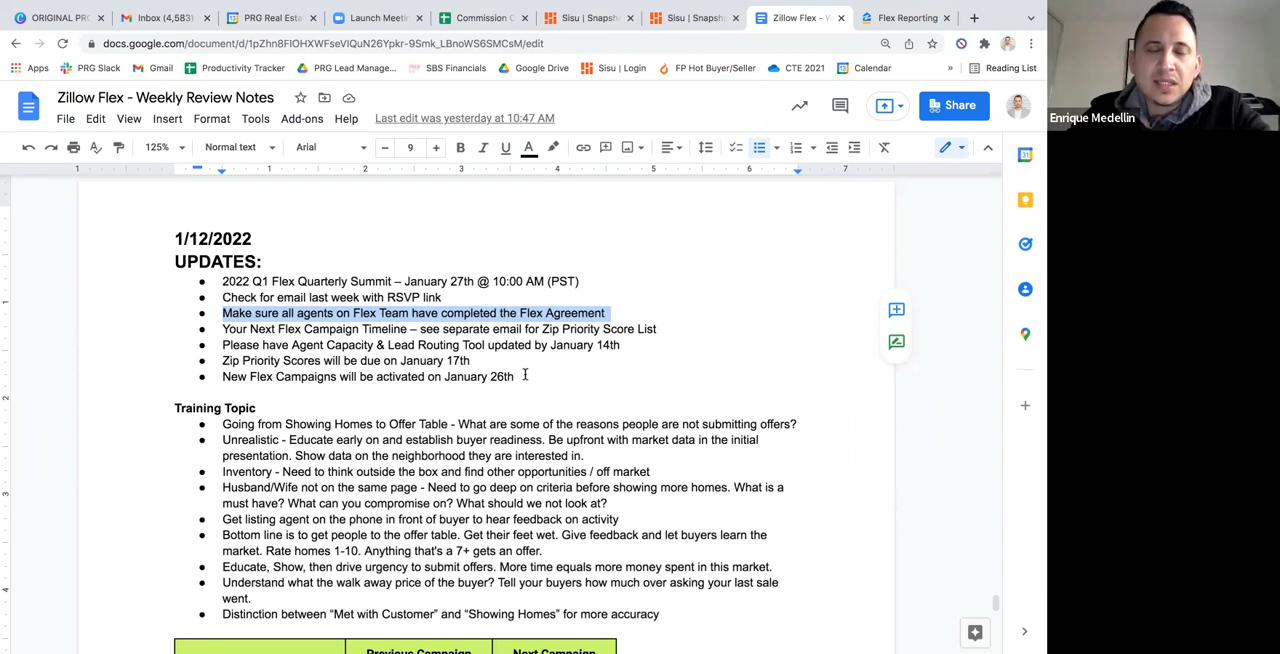 ORIGINAL PRG
Inbox (4,583)
PRG Real Esta
Launch Meeti
Commission C
Sisu | Snapsh
Sisu | Snapsh
Zillow Flex - W
Flex Reporting
docs.google.com/document/d/1pZhn8FIOHXWFseVIQuN26Ypkr-9Smk_LBnoWS6SMCsM/edit
Apps
PRG Slack
Gmail
Productivity Tracker
PRG Lead Manage...
SBS Financials
Google Drive
Sisu | Login
FP Hot Buyer/Seller
CTE 2021
Calendar
»
Reading List
Zillow Flex - Weekly Review Notes
File Edit View Insert Format Tools Add-ons Help Last edit was yesterday at 10:47 AM
Share
Enrique Medellin
125% Normal text Arial 9
1 1 2 3 4 5 6 7
1/12/2022
UPDATES:
● 2022 Q1 Flex Quarterly Summit – January 27th @ 10:00 AM (PST)
● Check for email last week with RSVP link
● Make sure all agents on Flex Team have completed the Flex Agreement
● Your Next Flex Campaign Timeline – see separate email for Zip Priority Score List
● Please have Agent Capacity & Lead Routing Tool updated by January 14th
● Zip Priority Scores will be due on January 17th
● New Flex Campaigns will be activated on January 26th
Training Topic
● Going from Showing Homes to Offer Table - What are some of the reasons people are not submitting offers?
● Unrealistic - Educate early on and establish buyer readiness. Be upfront with market data in the initial
presentation. Show data on the neighborhood they are interested in.
● Inventory - Need to think outside the box and find other opportunities / off market
● Husband/Wife not on the same page - Need to go deep on criteria before showing more homes. What is a
must have? What can you compromise on? What should we not look at?
● Get listing agent on the phone in front of buyer to hear feedback on activity
● Bottom line is to get people to the offer table. Get their feet wet. Give feedback and let buyers learn the
market. Rate homes 1-10. Anything that's a 7+ gets an offer.
● Educate, Show, then drive urgency to submit offers. More time equals more money spent in this market.
● Understand what the walk away price of the buyer? Tell your buyers how much over asking your last sale
went.
● Distinction between “Met with Customer” and “Showing Homes” for more accuracy
Previous Campaign Next Campaign